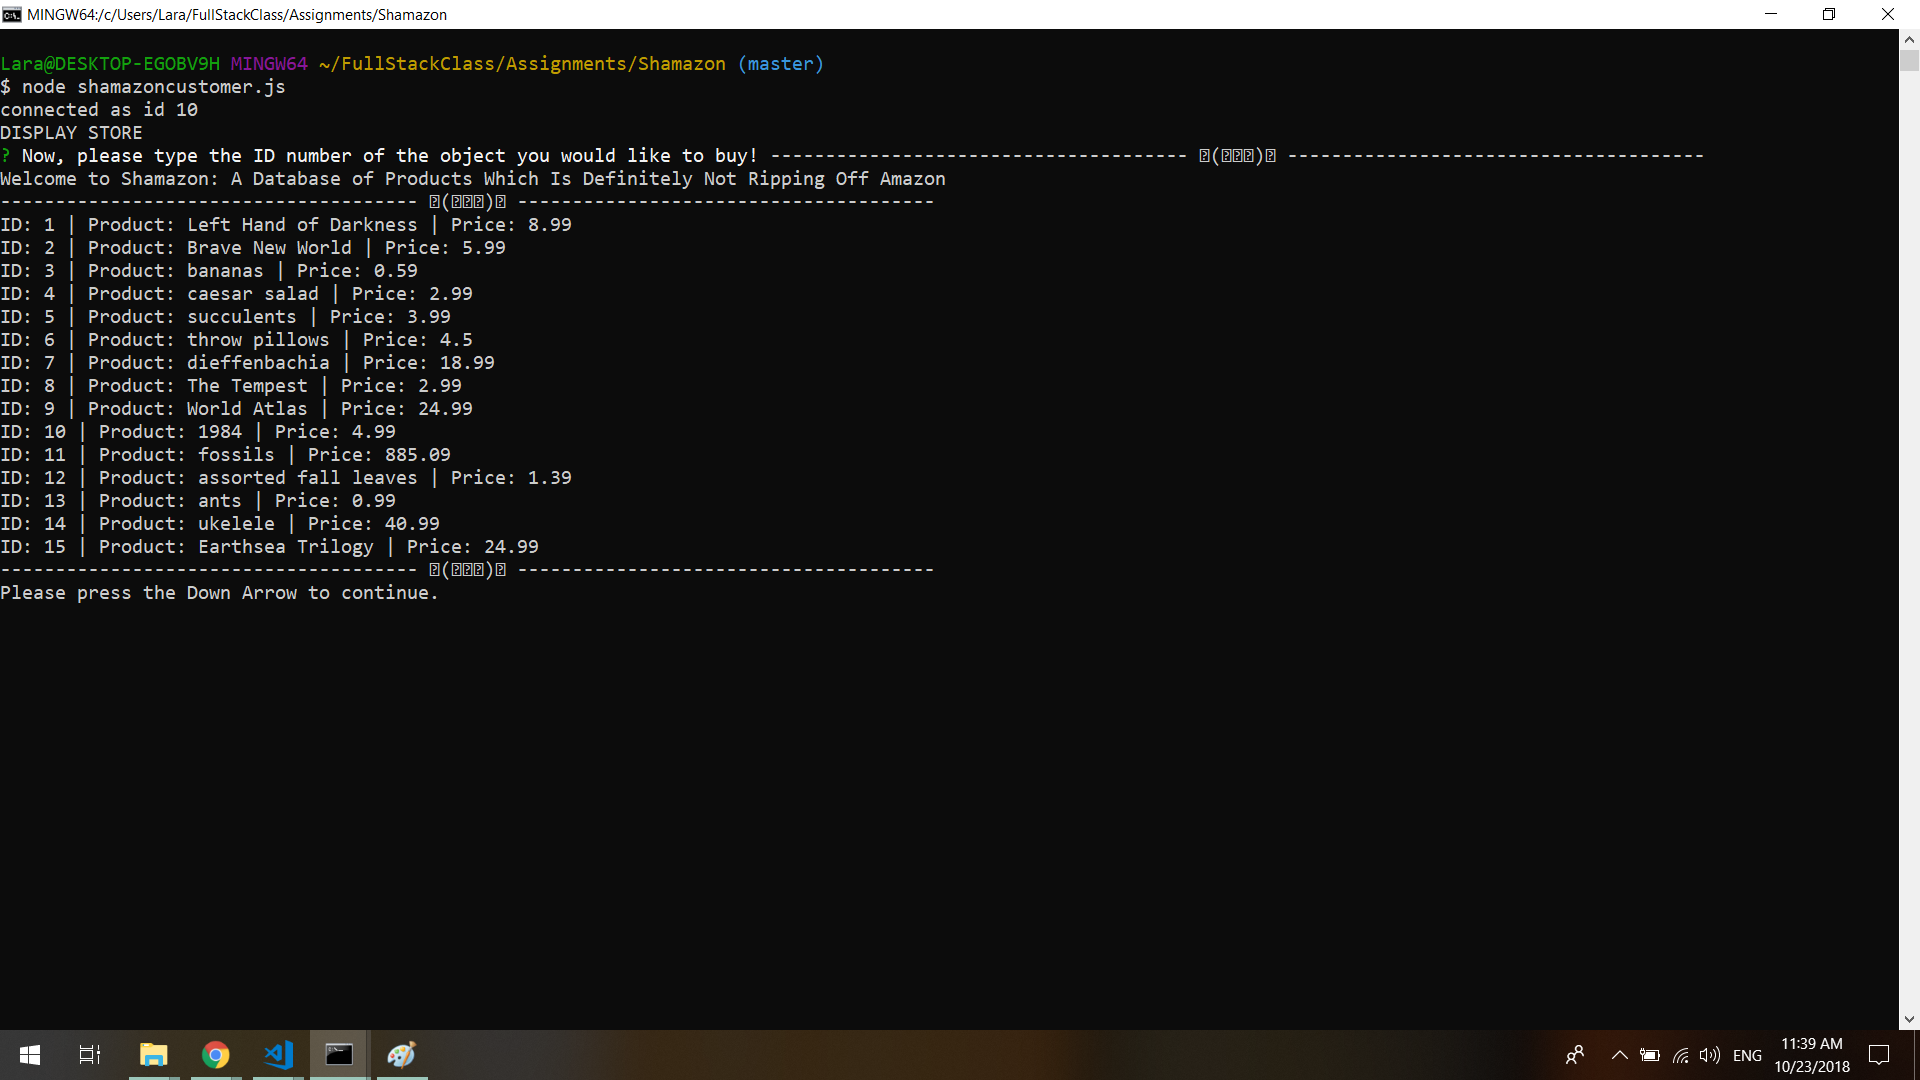 MINGW64:/c/Users/Lara/FullStackClass/Assignments/Shamazon
Lara@DESKTOP-EGOBV9H MINGW64 ~/FullStackClass/Assignments/Shamazon (master)
$ node shamazoncustomer.js
connected as id 10
DISPLAY STORE
? Now, please type the ID number of the object you would like to buy! -------------------------------------- ▯(▯▯▯)▯ --------------------------------------
Welcome to Shamazon: A Database of Products Which Is Definitely Not Ripping Off Amazon
-------------------------------------- ▯(▯▯▯)▯ --------------------------------------
ID: 1 | Product: Left Hand of Darkness | Price: 8.99
ID: 2 | Product: Brave New World | Price: 5.99
ID: 3 | Product: bananas | Price: 0.59
ID: 4 | Product: caesar salad | Price: 2.99
ID: 5 | Product: succulents | Price: 3.99
ID: 6 | Product: throw pillows | Price: 4.5
ID: 7 | Product: dieffenbachia | Price: 18.99
ID: 8 | Product: The Tempest | Price: 2.99
ID: 9 | Product: World Atlas | Price: 24.99
ID: 10 | Product: 1984 | Price: 4.99
ID: 11 | Product: fossils | Price: 885.09
ID: 12 | Product: assorted fall leaves | Price: 1.39
ID: 13 | Product: ants | Price: 0.99
ID: 14 | Product: ukelele | Price: 40.99
ID: 15 | Product: Earthsea Trilogy | Price: 24.99
-------------------------------------- ▯(▯▯▯)▯ --------------------------------------
Please press the Down Arrow to continue.
ENG
11:39 AM
10/23/2018